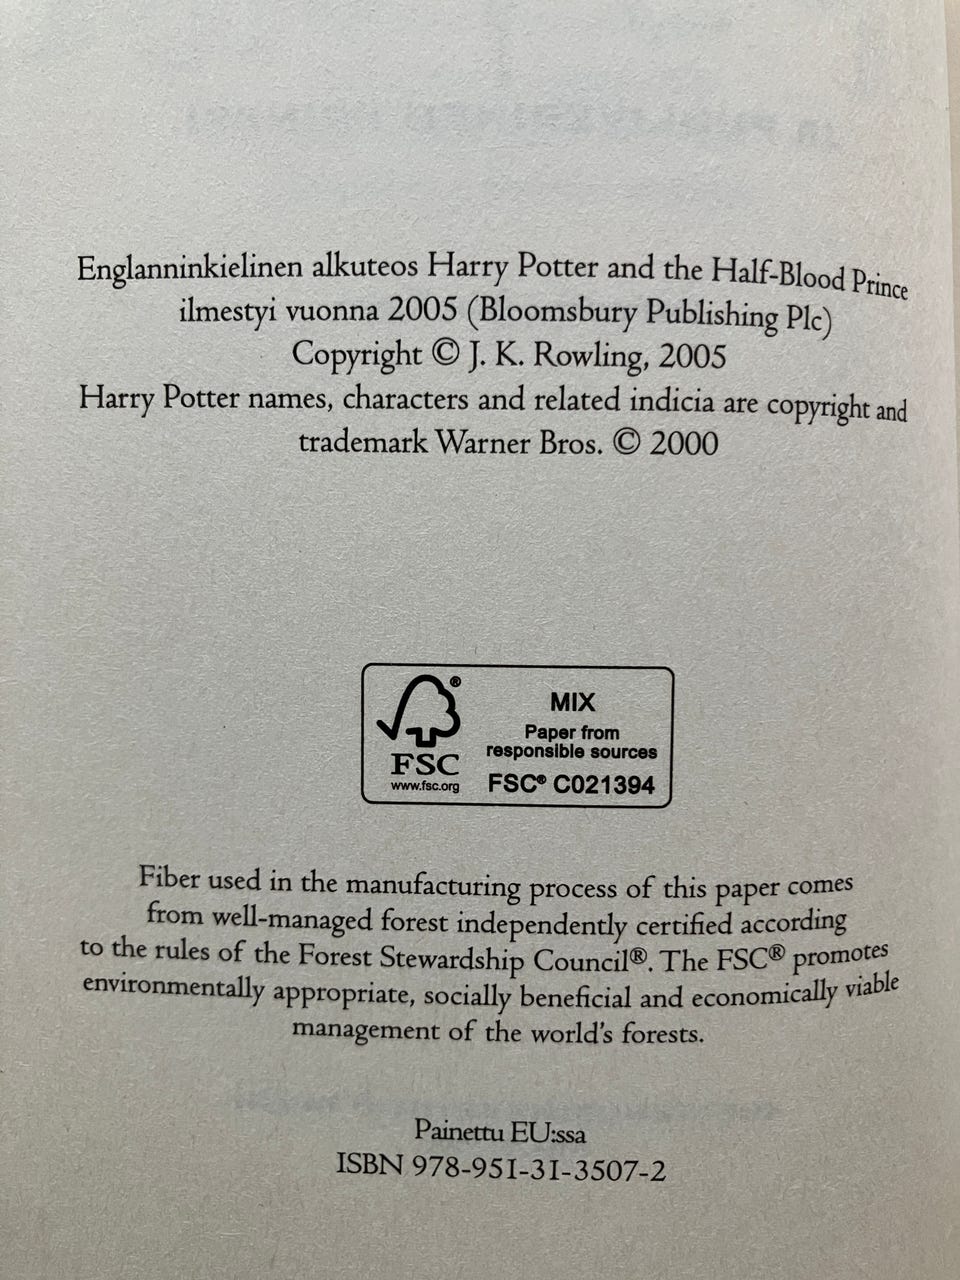 Englanninkielinen alkuteos Harry Potter and the Half-Blood Prince
ilmestyi vuonna 2005 (Bloomsbury Publishing Plc)
Copyright © J. K. Rowling, 2005
Harry Potter names, characters and related indicia are copyright and
trademark Warner Bros. © 2000
®
FSC
www.fsc.org
MIX
Paper from
responsible sources
FSC® C021394
Fiber used in the manufacturing process of this paper comes
from well-managed forest independently certified according
to the rules of the Forest Stewardship Council®. The FSC® promotes
environmentally appropriate, socially beneficial and economically viable
management of the world's forests.
Painettu EU:ssa
ISBN 978-951-31-3507-2